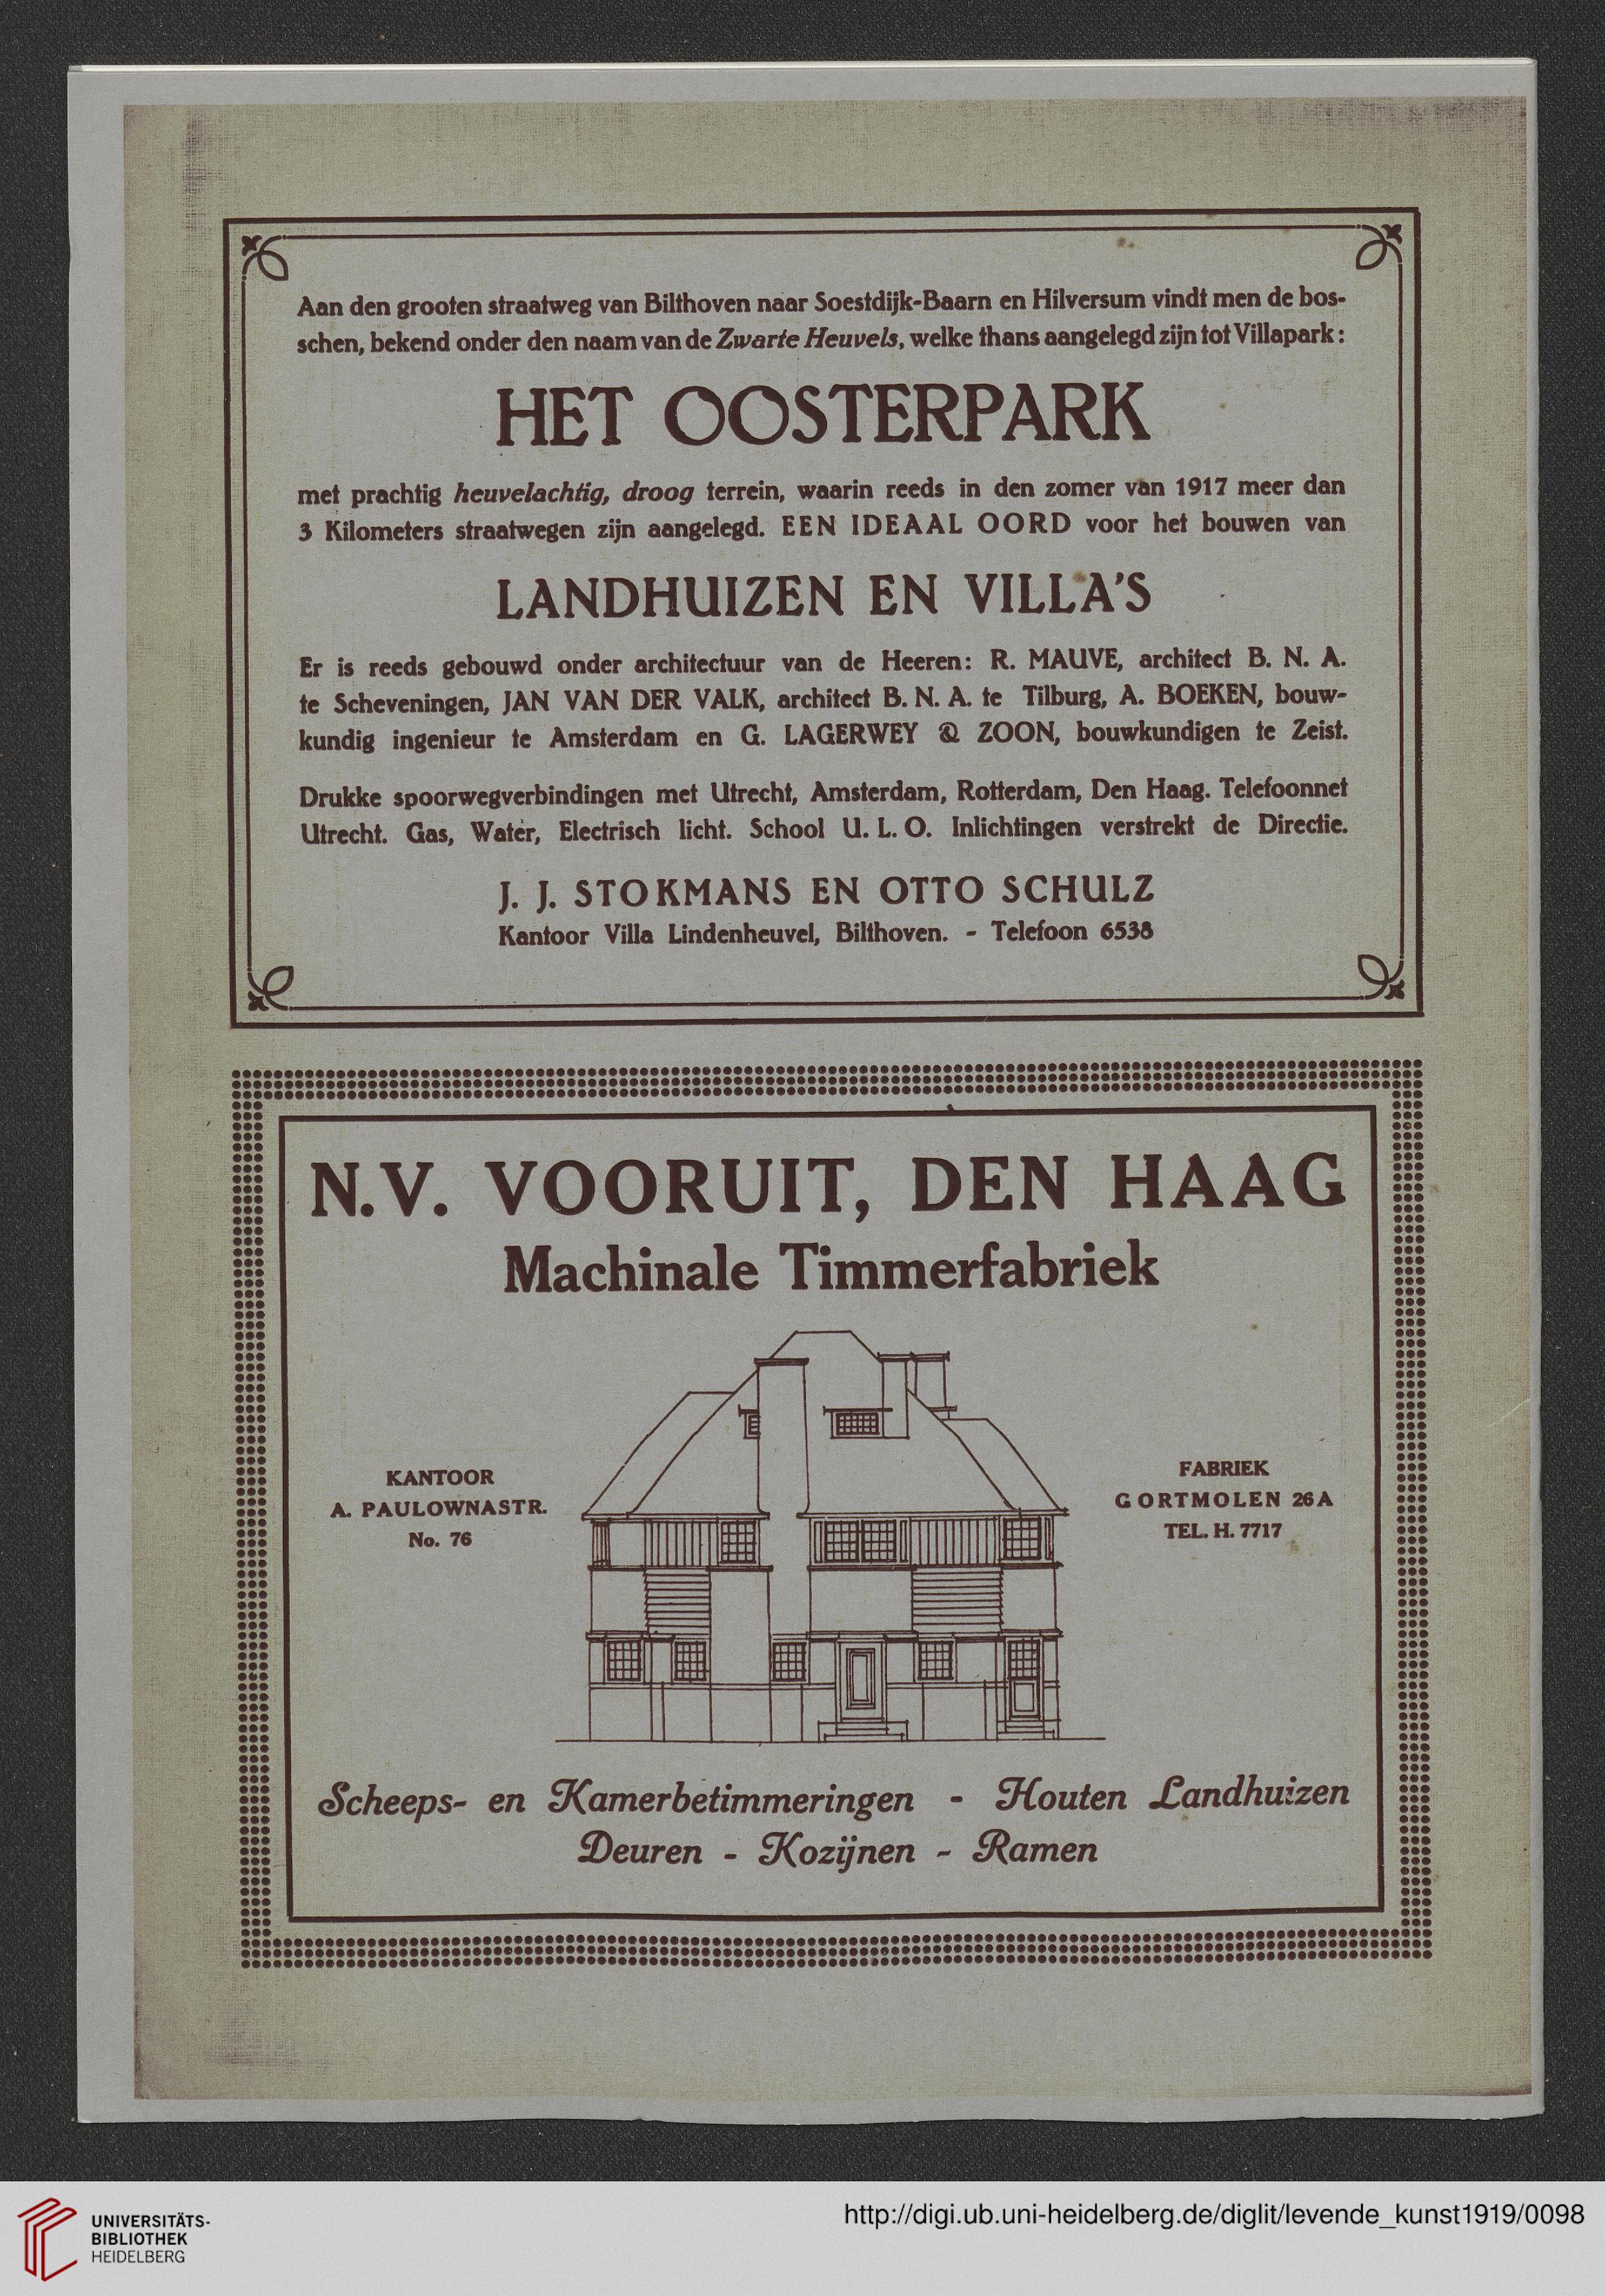 Aan den grooten straatweg van Bilthoven naar Soestdijk-Baarn en Hilversum vindt men de bos-
schen, bekend onder den naam van de Zwarte Heuvels, welke thans aangelegd zijn tot Villapark:
HET OOSTERPARK
met prachtig heuvelachtig, droog terrein, waarin reeds in den zomer van 1917 meer dan
3 Kilometers straatwegen zijn aangelegd. EEN IDEAAL OORD voor het bouwen van
LANDHUIZEN EN VILLA'S
Er is reeds gebouwd onder architectuur van de Heeren: R. MAUVE, architect B. N. A.
te Scheveningen, JAN VAN DER VALK, architect B. N. A. te Tilburg, A. BOEKEN, bouw-
kundig ingenieur te Amsterdam en G. LAGERWEY & ZOON, bouwkundigen te Zeist.
Drukke spoorwegverbindingen met Utrecht, Amsterdam, Rotterdam, Den Haag. Telefoonnet
Utrecht. Gas, Water, Electrisch licht. School U. L. O. Inlichtingen verstrekt de Directie.
J. J. STOKMANS EN OTTO SCHULZ
Kantoor Villa Lindenheuvel, Bilthoven. - Telefoon 6538
N.V. VOORUIT, DEN HAAG
Machinale Timmerfabriek
KANTOOR
A. PAULOWNASTR.
No. 76
FABRIEK
GORTMOLEN 26A
TEL. H. 7717
Scheeps- en Kamerbetimmeringen - Houten Landhuizen
Deuren - Kozijnen - Ramen
UNIVERSITÄTS-
BIBLIOTHEK
HEIDELBERG
http://digi.ub.uni-heidelberg.de/diglit/levende_kunst1919/0098